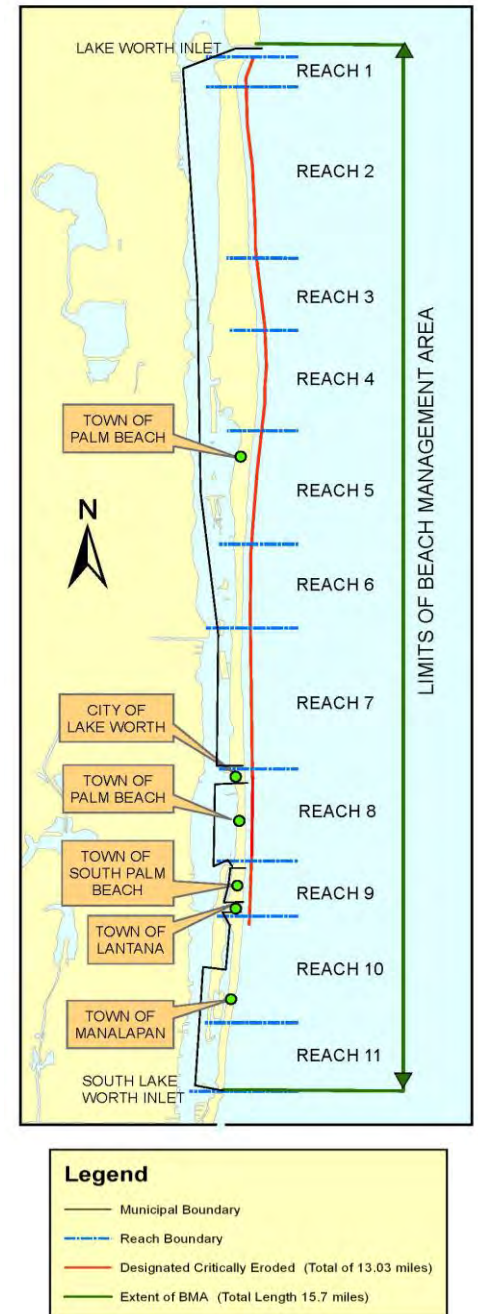 LAKE WORTH INLET
REACH 1
REACH 2
REACH 3
REACH 4
TOWN OF
PALM BEACH
REACH 5
N
REACH 6
LIMITS OF BEACH MANAGEMENT AREA
REACH 7
CITY OF
LAKE WORTH
TOWN OF
PALM BEACH
REACH 8
TOWN OF
SOUTH PALM
BEACH
REACH 9
TOWN OF
LANTANA
REACH 10
TOWN OF
MANALAPAN
REACH 11
SOUTH LAKE
WORTH INLET
Legend
Municipal Boundary
Reach Boundary
Designated Critically Eroded (Total of 13.03 miles)
Extent of BMA (Total Length 15.7 miles)